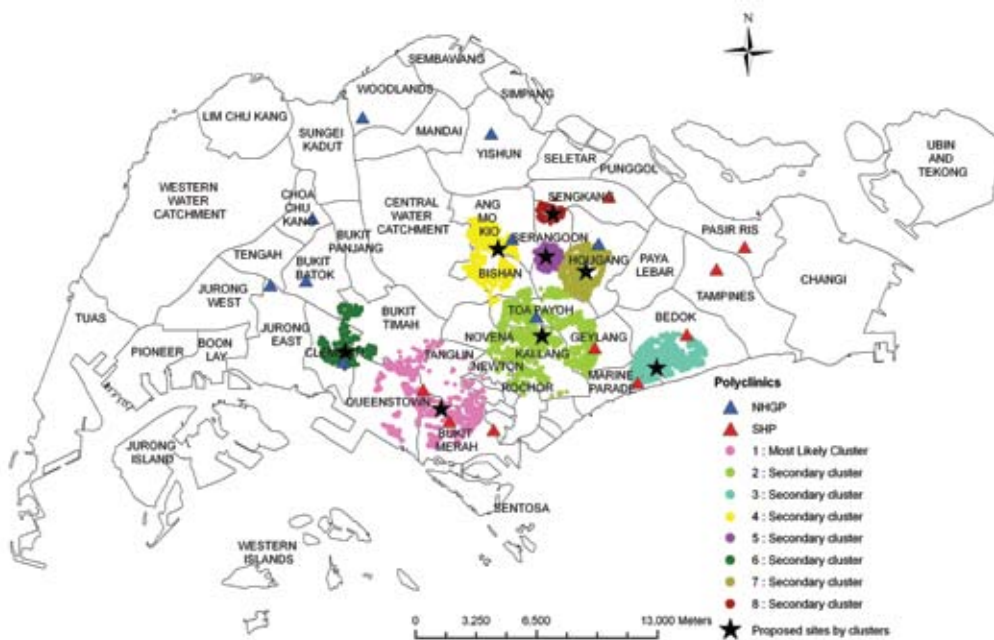 N
SEMBAWANG
WOODLANDS
SIMPANG
LIM CHU KANG
SUNGEI
KADUT
MANDAI
YISHUN
SELETAR
PUNGGOL
UBIN
AND
TEKONG
WESTERN
WATER
CATCHMENT
CHOA
CHU
KANG
CENTRAL
WATER
CATCHMENT
ANG
MO
KIO
SENGKANG
PASIR RIS
BUKIT
PANJANG
SERANGOON
TENGAH
BUKIT
BATOK
BISHAN
HOUGANG
PAYA
LEBAR
CHANGI
JURONG
WEST
TAMPINES
TUAS
BUKIT
TIMAH
TOA PAYOH
BEDOK
JURONG
EAST
BOON
LAY
PIONEER
NOVENA
GEYLANG
TANGLIN
KALLANG
NEWTON
MARINE
PARADE
ROCHOR
QUEENSTOWN
BUKIT
MERAH
JURONG
ISLAND
SENTOSA
WESTERN
ISLANDS
Polyclinics
NHGP
SHP
1 : Most Likely Cluster
2 : Secondary cluster
3 : Secondary cluster
4 : Secondary cluster
5 : Secondary cluster
6 : Secondary cluster
7 : Secondary cluster
8 : Secondary cluster
Proposed sites by clusters
0 3,250 6,500 13,000 Meters